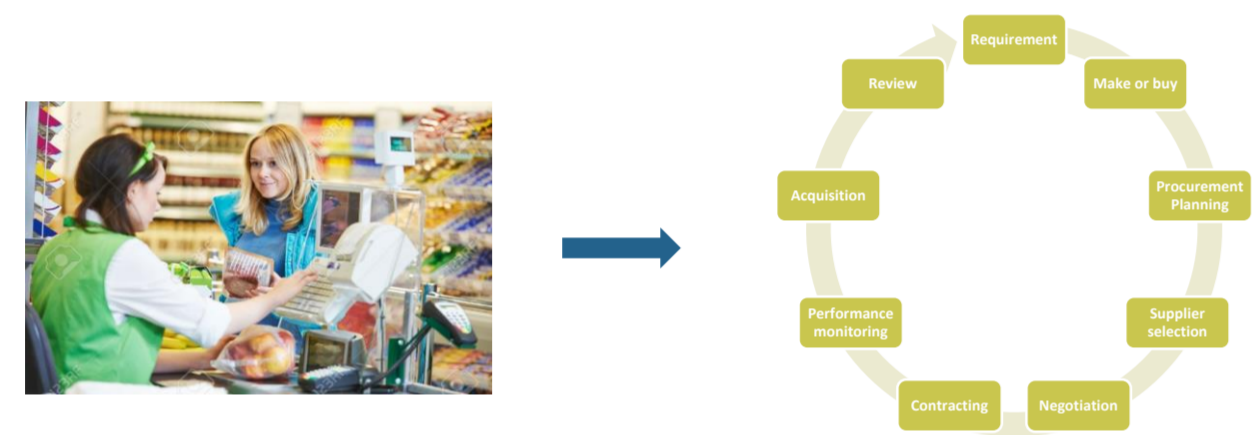 Requirement
Make or buy
Procurement
Planning
Supplier
selection
Negotiation
Contracting
Performance
monitoring
Acquisition
Review